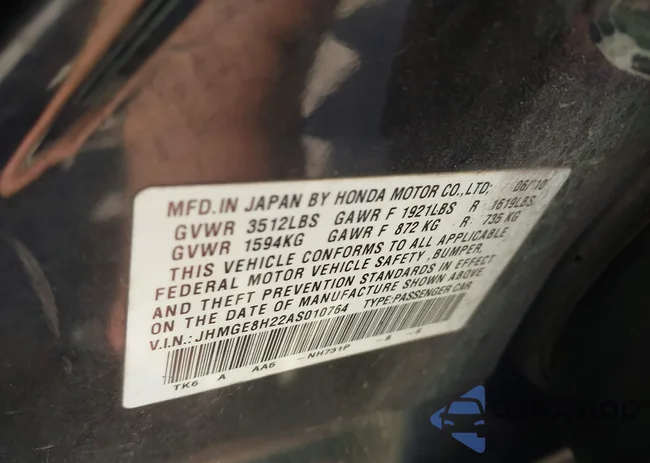 MFD. IN JAPAN BY HONDA MOTOR CO., LTD. 06/10
GVWR 3512LBS GAWR F 1921LBS R 1619LBS
GVWR 1594KG GAWR F 872 KG R 735 KG
THIS VEHICLE CONFORMS TO ALL APPLICABLE
FEDERAL MOTOR VEHICLE SAFETY, BUMPER,
AND THEFT PREVENTION STANDARDS IN EFFECT
ON THE DATE OF MANUFACTURE SHOWN ABOVE.
V.I.N.: JHMGE8H22AS010764 TYPE:PASSENGER CAR
TK6 A AA5 -NH731P